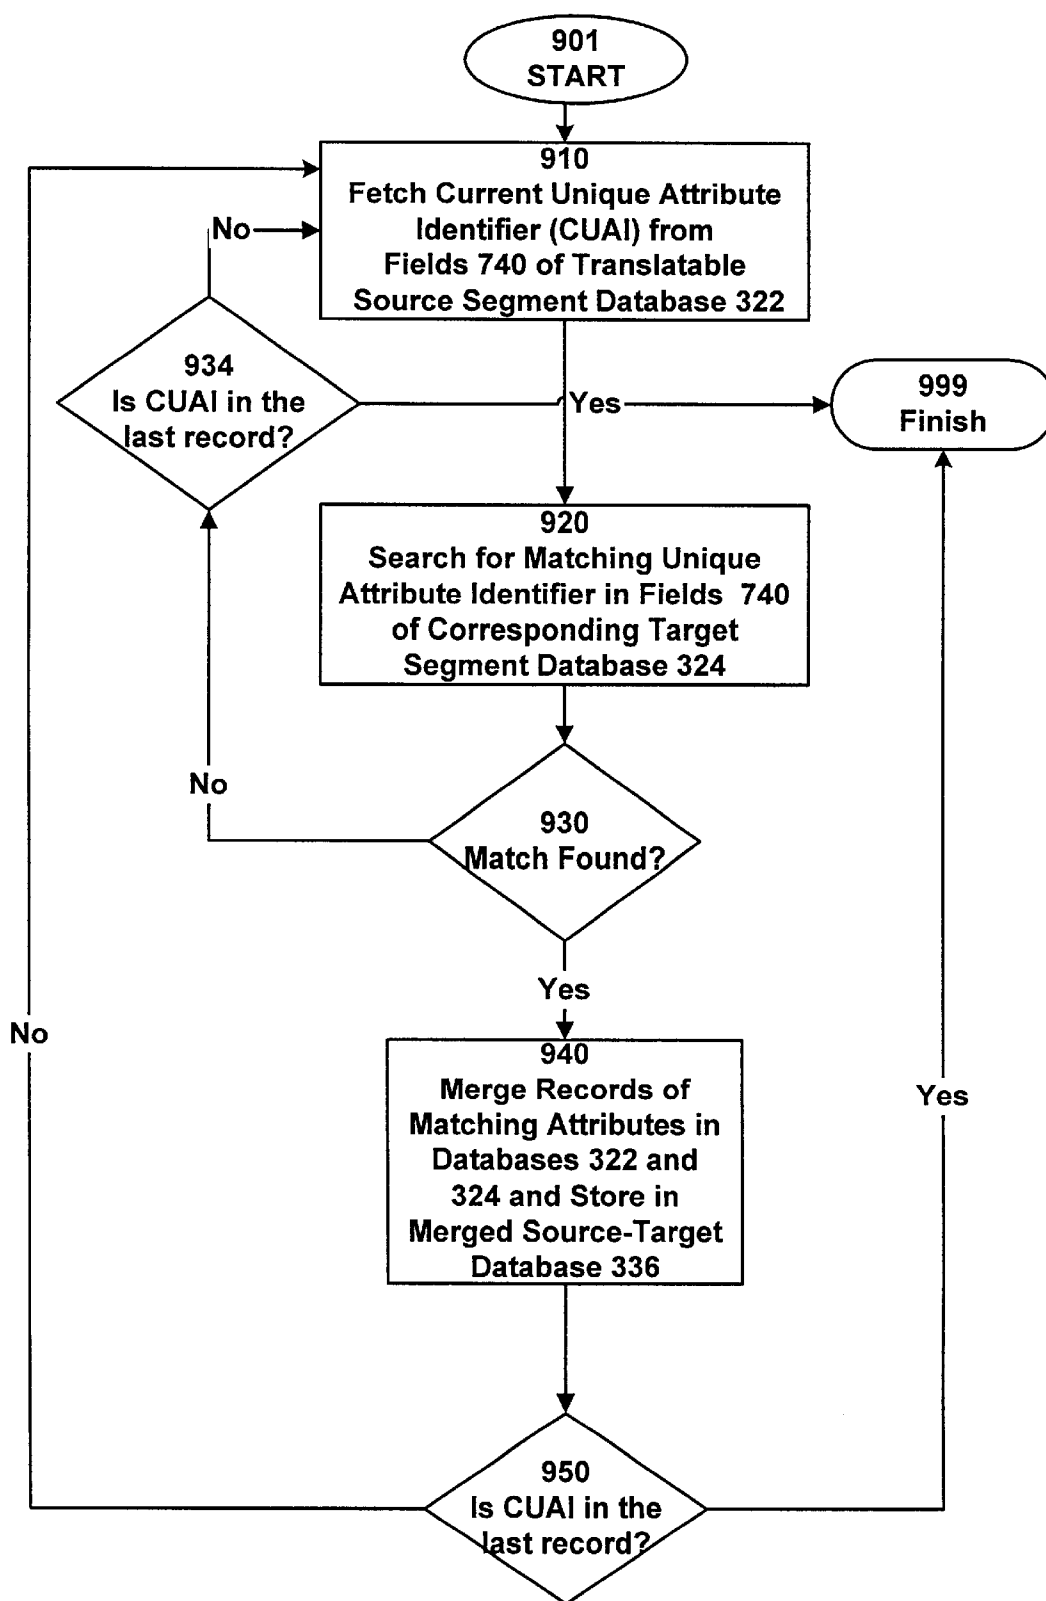 901
START
910
Fetch Current Unique Attribute
Identifier (CUAI) from
Fields 740 of Translatable
Source Segment Database 322
No
934
Is CUAI in the
last record?
Yes
999
Finish
920
Search for Matching Unique
Attribute Identifier in Fields 740
of Corresponding Target
Segment Database 324
No
930
Match Found?
Yes
No
940
Merge Records of
Matching Attributes in
Databases 322 and
324 and Store in
Merged Source-Target
Database 336
Yes
950
Is CUAI in the
last record?